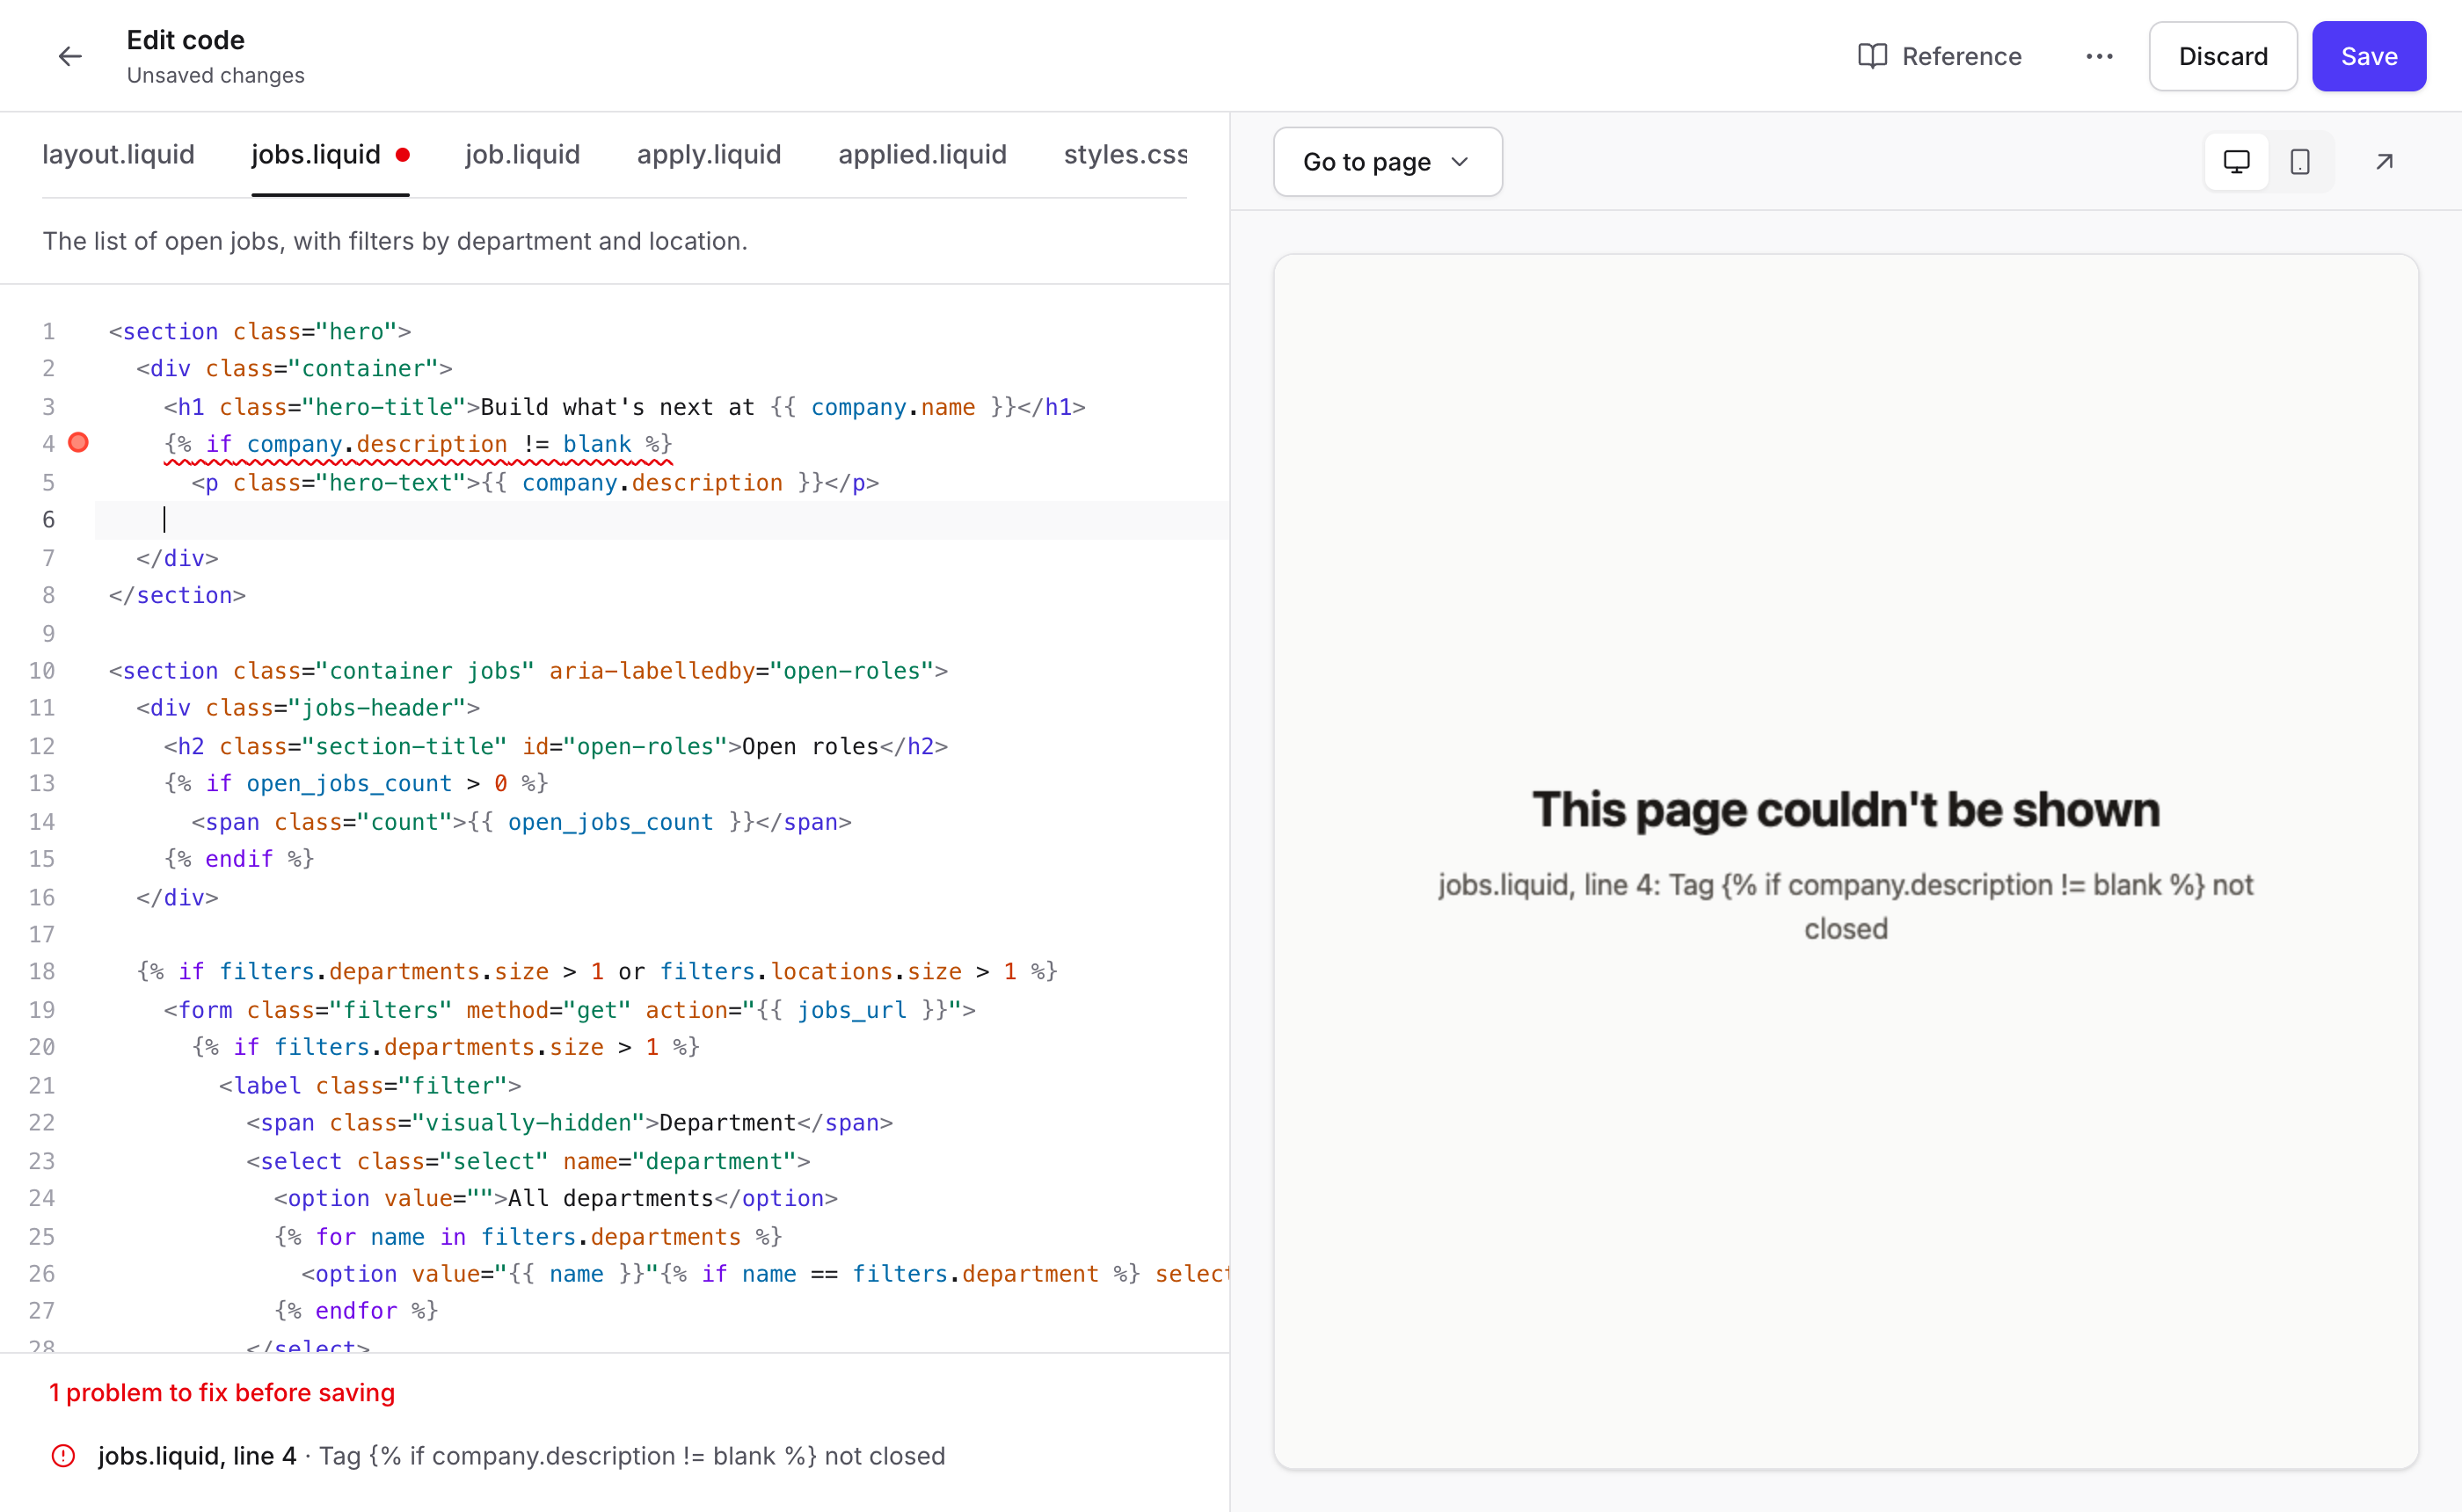 Edit code
Unsaved changes
Reference
Discard
Save
layout.liquid jobs.liquid job.liquid apply.liquid applied.liquid styles.css
The list of open jobs, with filters by department and location.
1 <section class="hero">
2 <div class="container">
3 <h1 class="hero-title">Build what's next at {{ company.name }}</h1>
4 {% if company.description != blank %}
5 <p class="hero-text">{{ company.description }}</p>
6
7 </div>
8 </section>
9
10 <section class="container jobs" aria-labelledby="open-roles">
11 <div class="jobs-header">
12 <h2 class="section-title" id="open-roles">Open roles</h2>
13 {% if open_jobs_count > 0 %}
14 <span class="count">{{ open_jobs_count }}</span>
15 {% endif %}
16 </div>
17
18 {% if filters.departments.size > 1 or filters.locations.size > 1 %}
19 <form class="filters" method="get" action="{{ jobs_url }}">
20 {% if filters.departments.size > 1 %}
21 <label class="filter">
22 <span class="visually-hidden">Department</span>
23 <select class="select" name="department">
24 <option value="">All departments</option>
25 {% for name in filters.departments %}
26 <option value="{{ name }}"{% if name == filters.department %} select
27 {% endfor %}
28 </select>
1 problem to fix before saving
jobs.liquid, line 4 · Tag {% if company.description != blank %} not closed
Go to page
This page couldn't be shown
jobs.liquid, line 4: Tag {% if company.description != blank %} not
closed